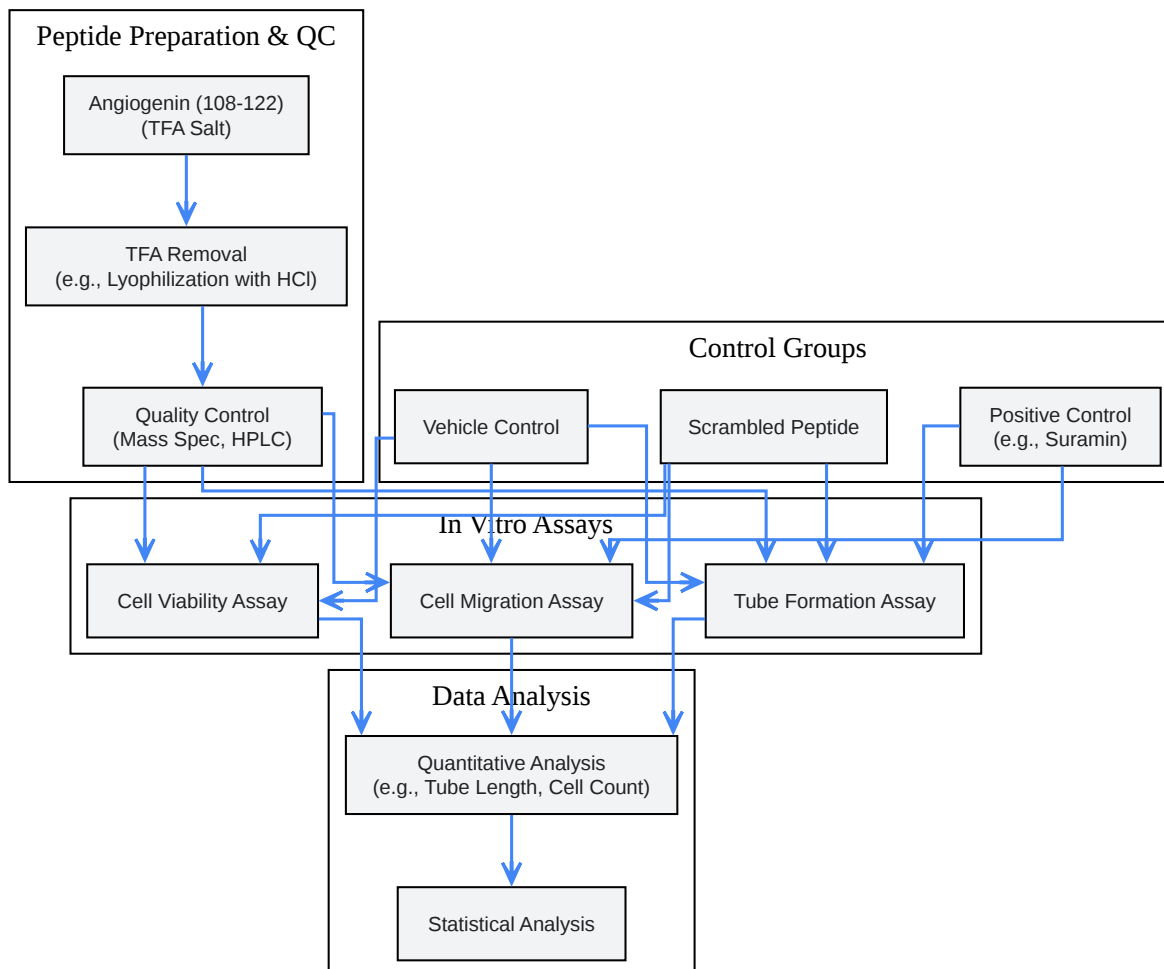 Peptide Preparation & QC
Angiogenin (108-122)
(TFA Salt)
TFA Removal
(e.g., Lyophilization with HCl)
Quality Control
(Mass Spec, HPLC)
Control Groups
Vehicle Control
Scrambled Peptide
Positive Control
(e.g., Suramin)
In Vitro Assays
Cell Viability Assay
Cell Migration Assay
Tube Formation Assay
Data Analysis
Quantitative Analysis
(e.g., Tube Length, Cell Count)
Statistical Analysis